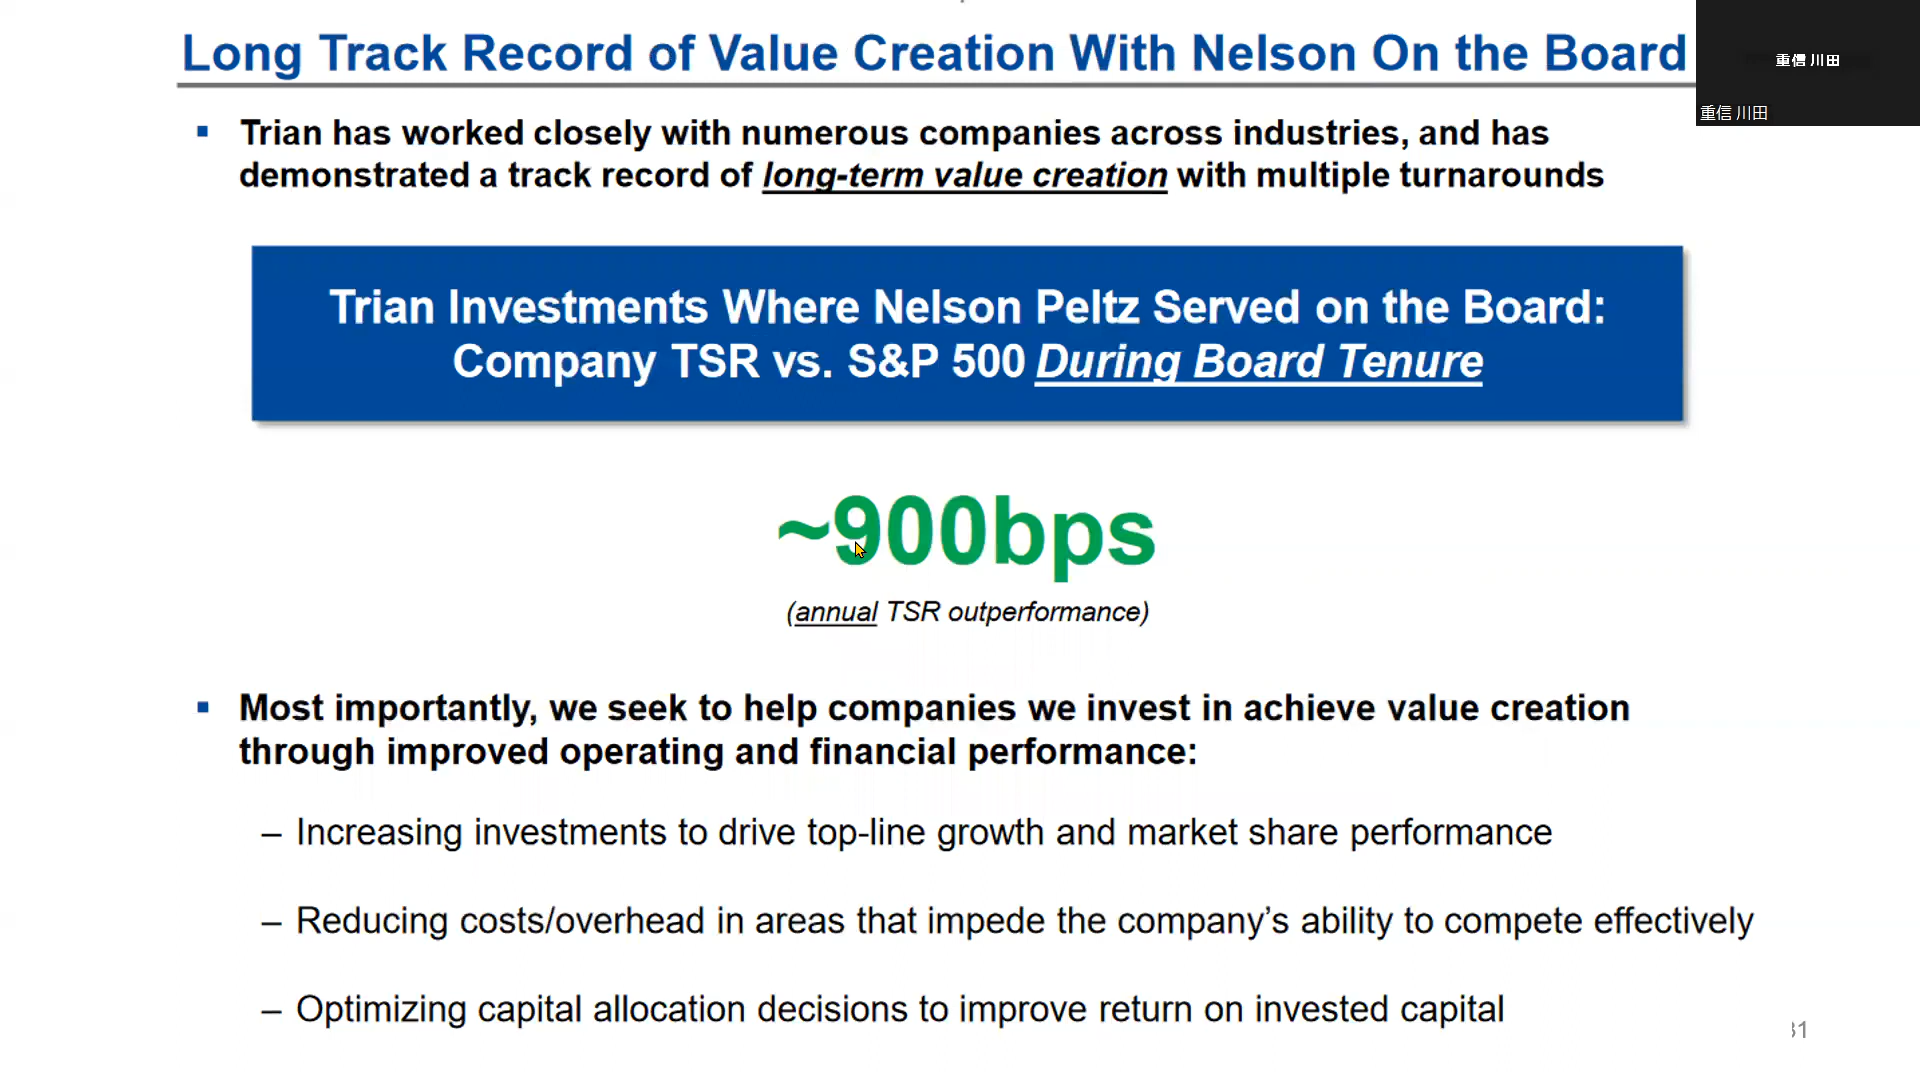 Long Track Record of Value Creation With Nelson On the Board
重信 川田
重信 川田
▪ Trian has worked closely with numerous companies across industries, and has
demonstrated a track record of long-term value creation with multiple turnarounds
Trian Investments Where Nelson Peltz Served on the Board:
Company TSR vs. S&P 500 During Board Tenure
~900bps
(annual TSR outperformance)
▪ Most importantly, we seek to help companies we invest in achieve value creation
through improved operating and financial performance:
– Increasing investments to drive top-line growth and market share performance
– Reducing costs/overhead in areas that impede the company’s ability to compete effectively
– Optimizing capital allocation decisions to improve return on invested capital
31